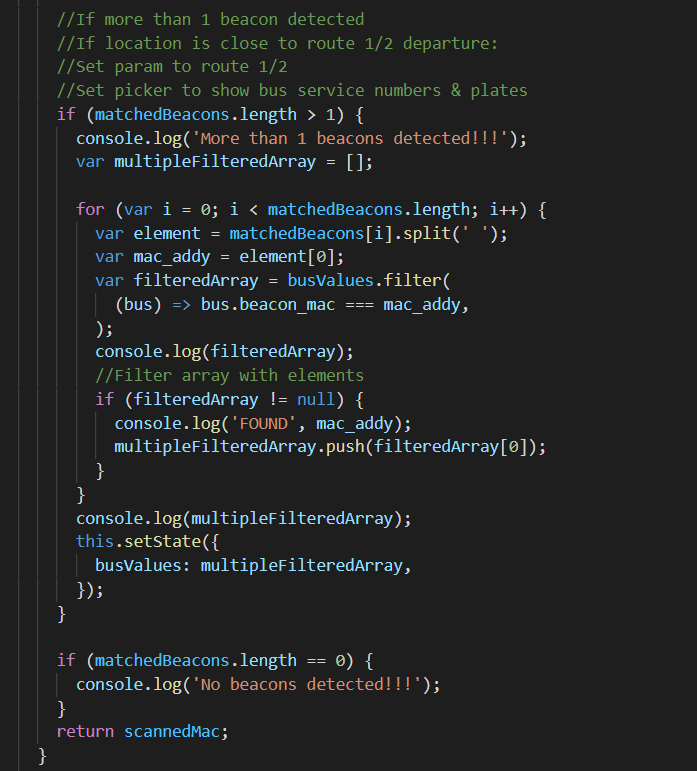 //If more than 1 beacon detected
//If location is close to route 1/2 departure:
//Set param to route 1/2
//Set picker to show bus service numbers & plates
if (matchedBeacons.length > 1) {
console.log('More than 1 beacons detected!!!');
var multipleFilteredArray = [];
for (var i = 0; i < matchedBeacons.length; i++) {
var element = matchedBeacons[i].split(' ');
var mac_addy = element[0];
var filteredArray = busValues.filter(
(bus) => bus.beacon_mac === mac_addy,
);
console.log(filteredArray);
//Filter array with elements
if (filteredArray != null) {
console.log('FOUND', mac_addy);
multipleFilteredArray.push(filteredArray[0]);
}
}
console.log(multipleFilteredArray);
this.setState({
busValues: multipleFilteredArray,
});
}
if (matchedBeacons.length == 0) {
console.log('No beacons detected!!!');
}
return scannedMac;
}